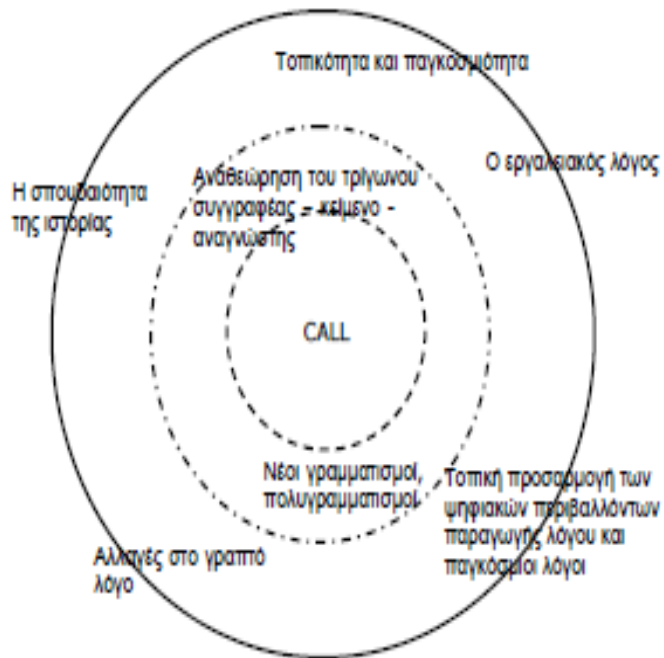 Τοπικότητα και παγκοσμιότητα
Ο εργαλειακός λόγος
Αναθεώρηση του τρίγωνου
συγγραφέας – κείμενο -
αναγνώστης
Η σπουδαιότητα
της ιστορίας
CALL
Νέοι γραμματισμοί,
πολυγραμματισμοί
Τοπική προσαρμογή των
ψηφιακών περιβαλλόντων
παραγωγής λόγου και
παγκόσμιοι λόγοι
Αλλαγές στο γραπτό
λόγο